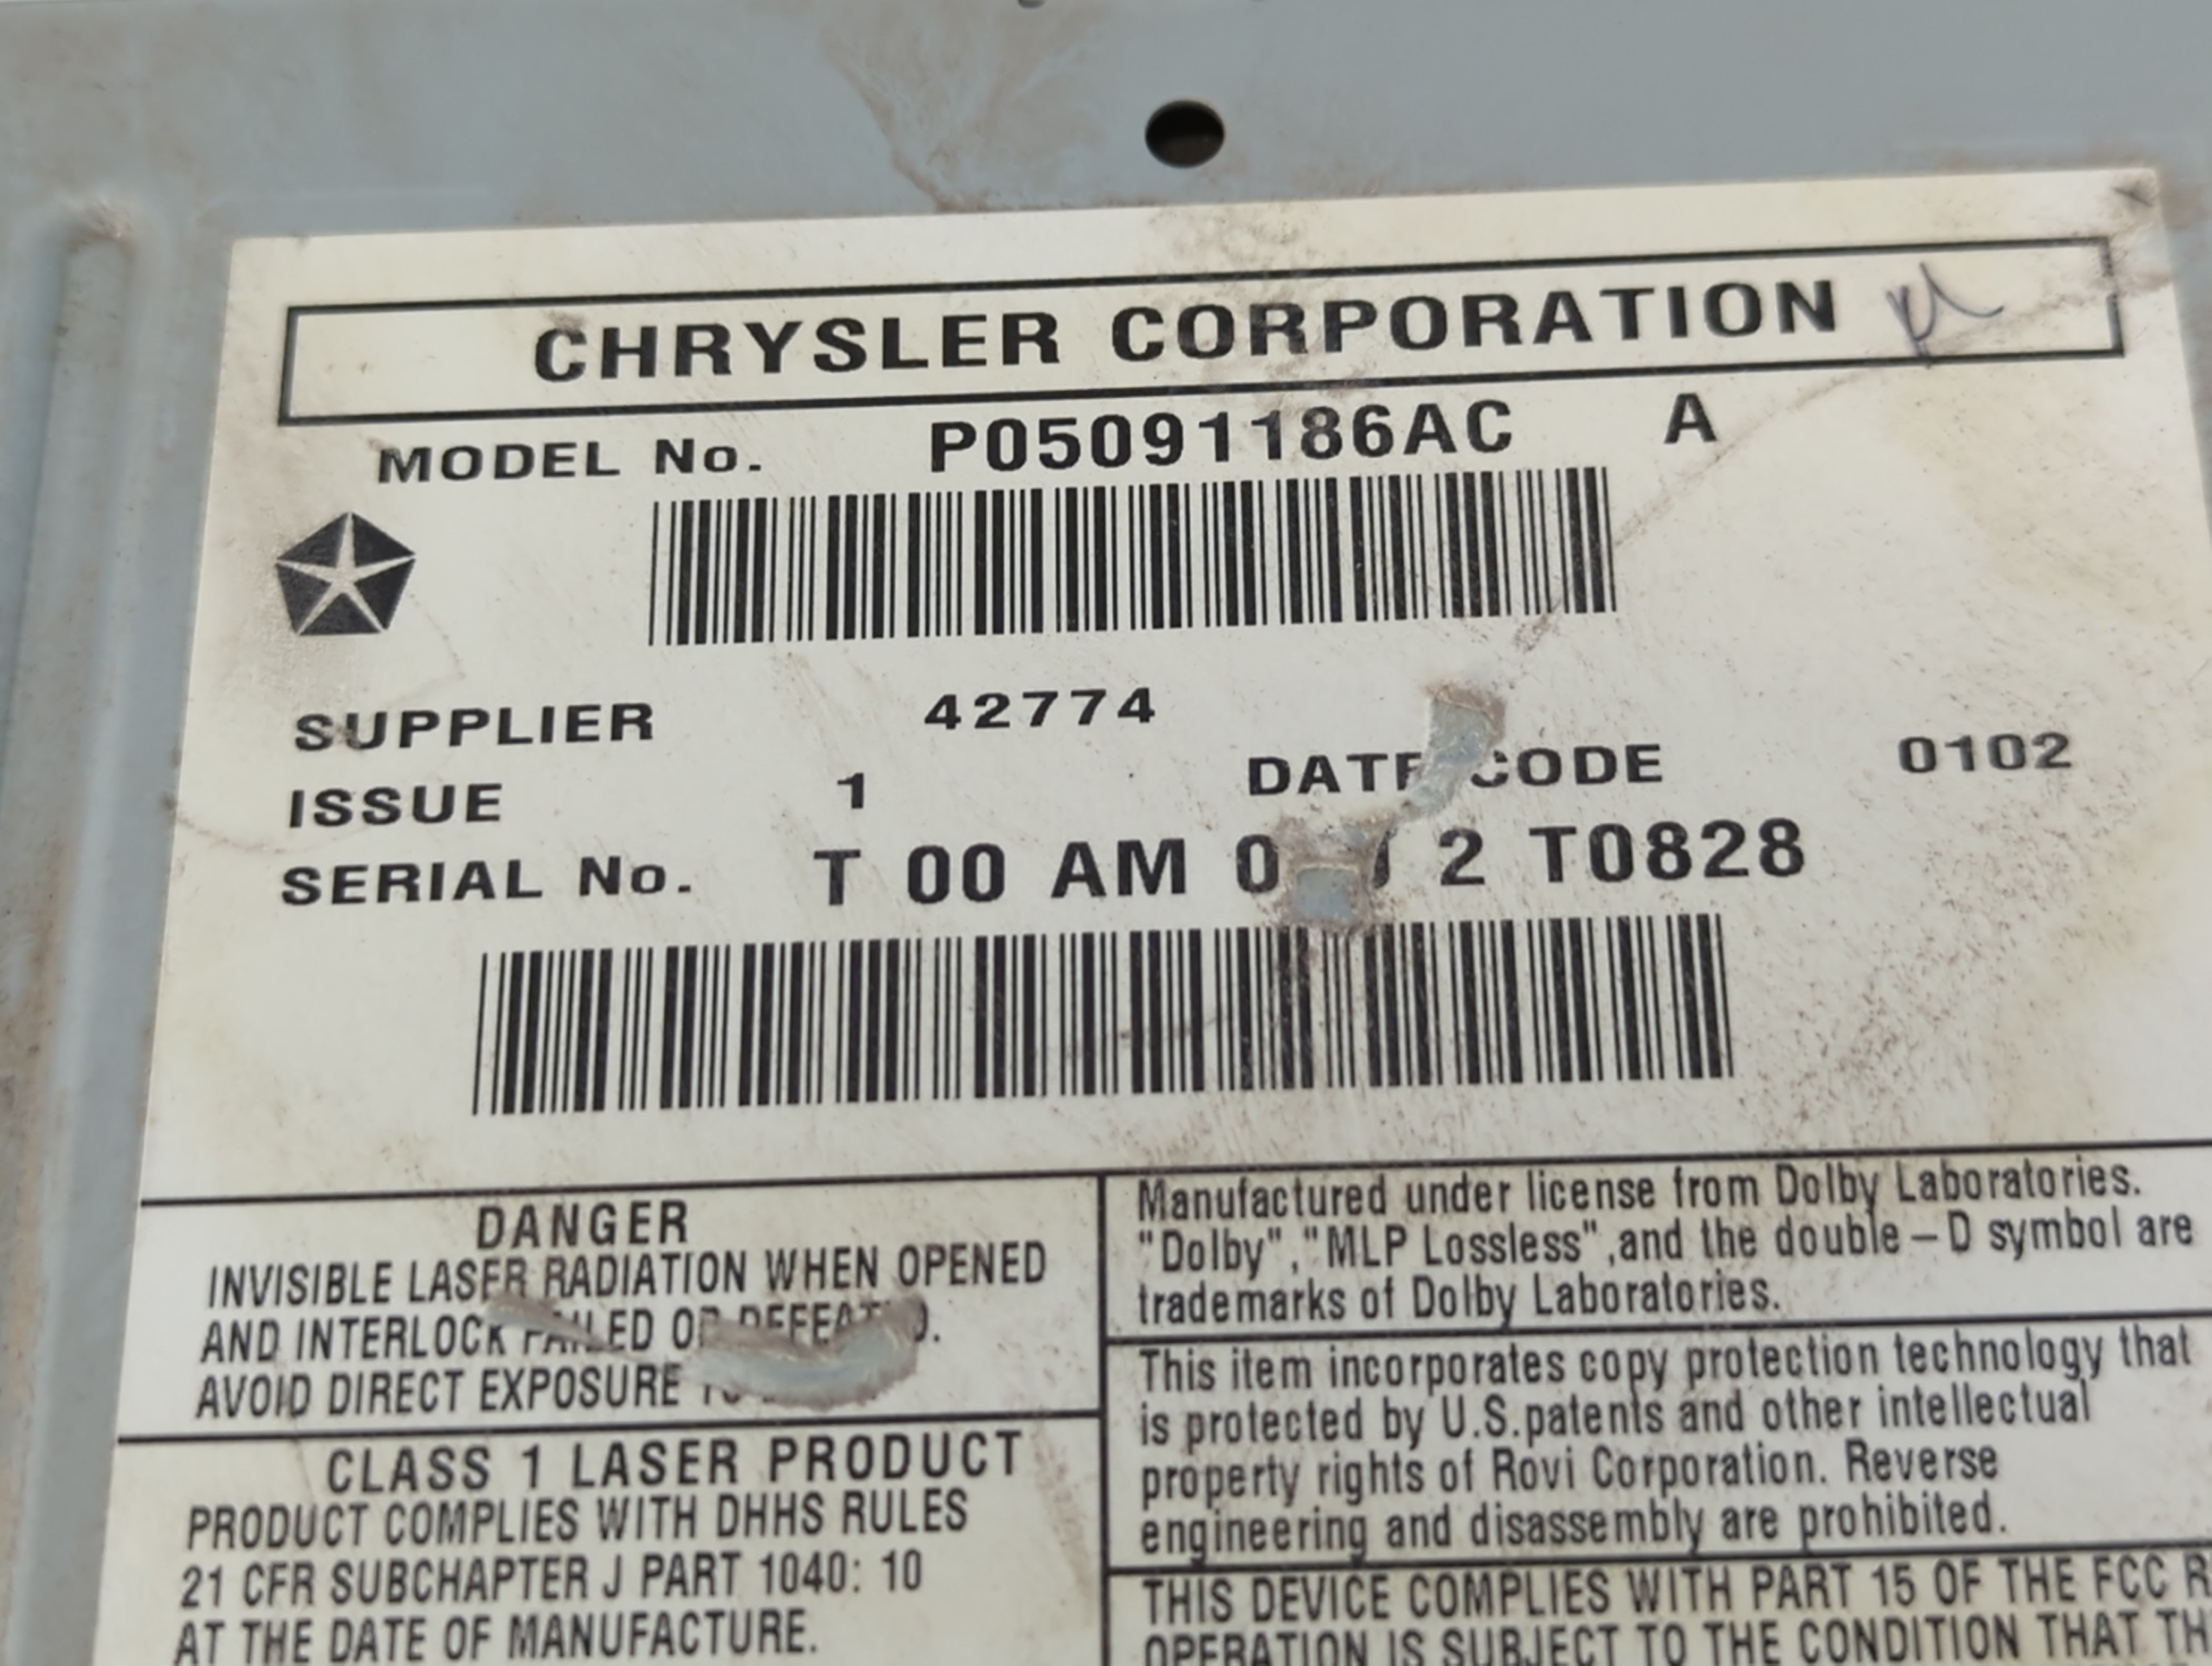 CHRYSLER CORPORATION
MODEL No. P05091186AC A
SUPPLIER 42774
ISSUE 1 DATE CODE 0102
SERIAL No. T 00 AM 2 T0828
DANGER
INVISIBLE LASER RADIATION WHEN OPENED
AND INTERLOCK FAILED OR DEFEATED.
AVOID DIRECT EXPOSURE TO
CLASS 1 LASER PRODUCT
PRODUCT COMPLIES WITH DHHS RULES
21 CFR SUBCHAPTER J PART 1040: 10
AT THE DATE OF MANUFACTURE.
Manufactured under license from Dolby Laboratories.
"Dolby","MLP Lossless",and the double-D symbol are
trademarks of Dolby Laboratories.
This item incorporates copy protection technology that
is protected by U.S.patents and other intellectual
property rights of Rovi Corporation. Reverse
engineering and disassembly are prohibited.
THIS DEVICE COMPLIES WITH PART 15 OF THE FCC
OPERATION IS SUBJECT TO THE CONDITION THAT